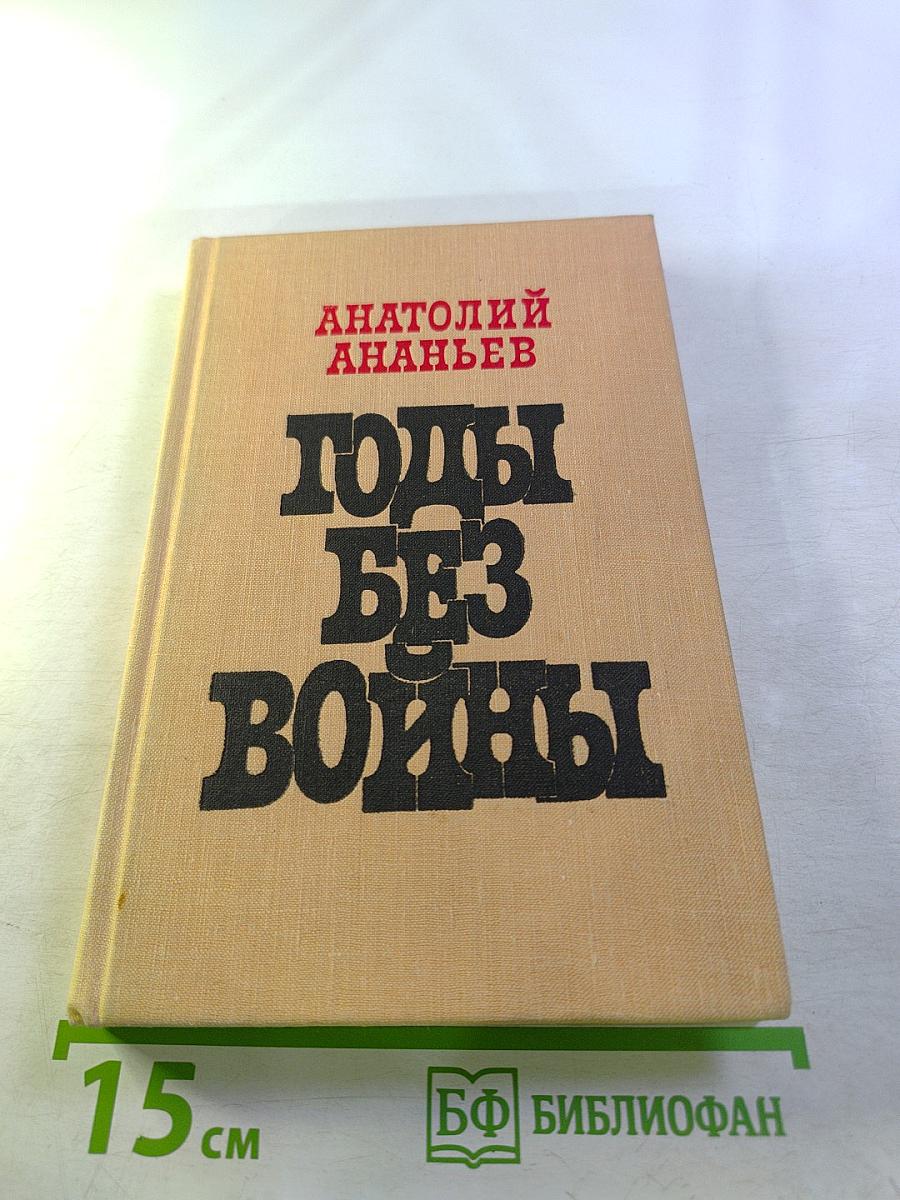 АНАТОЛИЙ
АНАНЬЕВ
ГОДЫ
БЕЗ
ВОЙНЫ
15 см
БФ БИБЛИОФАН